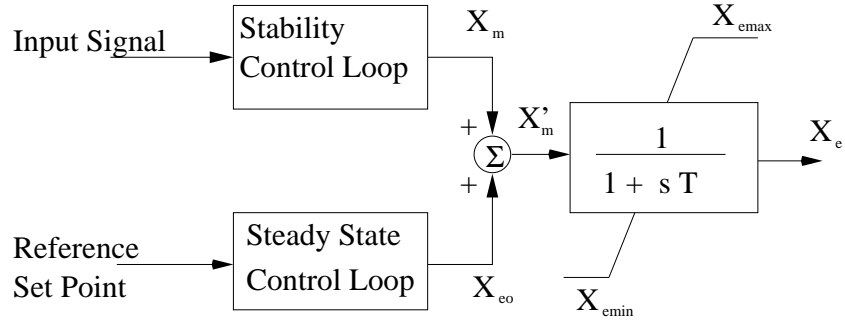 Input Signal
Stability
Control Loop
X_m
X_emax
+
+
Σ
X'_m
1
1 + s T
X_e
Reference
Set Point
Steady State
Control Loop
X_eo
X_emin